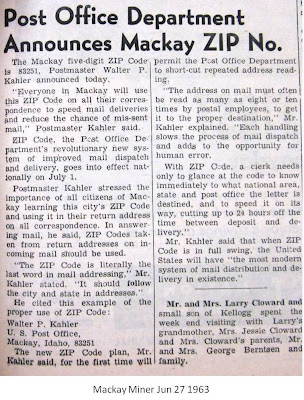 Post Office Department
Announces Mackay ZIP No.
The Mackay five-digit ZIP Code
is 83251, Postmaster Walter P.
Kahler announced today.
"Everyone in Mackay will use
this ZIP Code on all their corres-
pondence to speed mail deliveries
and reduce the chance of mis-sent
mail," Postmaster Kahler said.
ZIP Code, the Post Office De-
partment's revolutionary new sys-
tem of improved mail dispatch
and delivery, goes into effect nat-
ionally on July 1.
Postmaster Kahler stressed the
importance of all citizens of Mac-
kay learning this city's ZIP Code
and using it in their return address
on all correspondence. In answer-
ing mail, he said, ZIP Codes tak-
en from return addresses on in-
coming mail should be used.
"The ZIP Code is literally the
last word in mail addressing," Mr.
Kahler stated. "It should follow
the city and state in addresses."
He cited this example of the
proper use of ZIP Code:
Walter P. Kahler
U. S. Post Office,
Mackay, Idaho, 83251
The new ZIP Code plan, Mr.
Kahler said, for the first time will
permit the Post Office Department
to short-cut repeated address read-
ing.
"The address on mail must often
be read as many as eight or ten
times by postal employees, to get
it to the proper destination," Mr.
Kahler explained. "Each handling
slows the process of mail dispatch
and adds to the opportunity for
human error.
With ZIP Code, a clerk needs
only to glance at the code to know
immediately to what national area,
state and post office the letter is
destined, and to speed it on its
way, cutting up to 24 hours off the
time between deposit and de-
livery."
Mr. Kahler said that when ZIP
Code is in full swing, the United
States will have "the most modern
system of mail distribution and de-
livery in existence."
Mr. and Mrs. Larry Cloward and
small son of Kellogg spent the
week end visiting with Larry's
grandmother, Mrs. Jessie Cloward
and Mrs. Cloward's parents, Mr.
and Mrs. George Berntsen and
family.
Mackay Miner Jun 27 1963